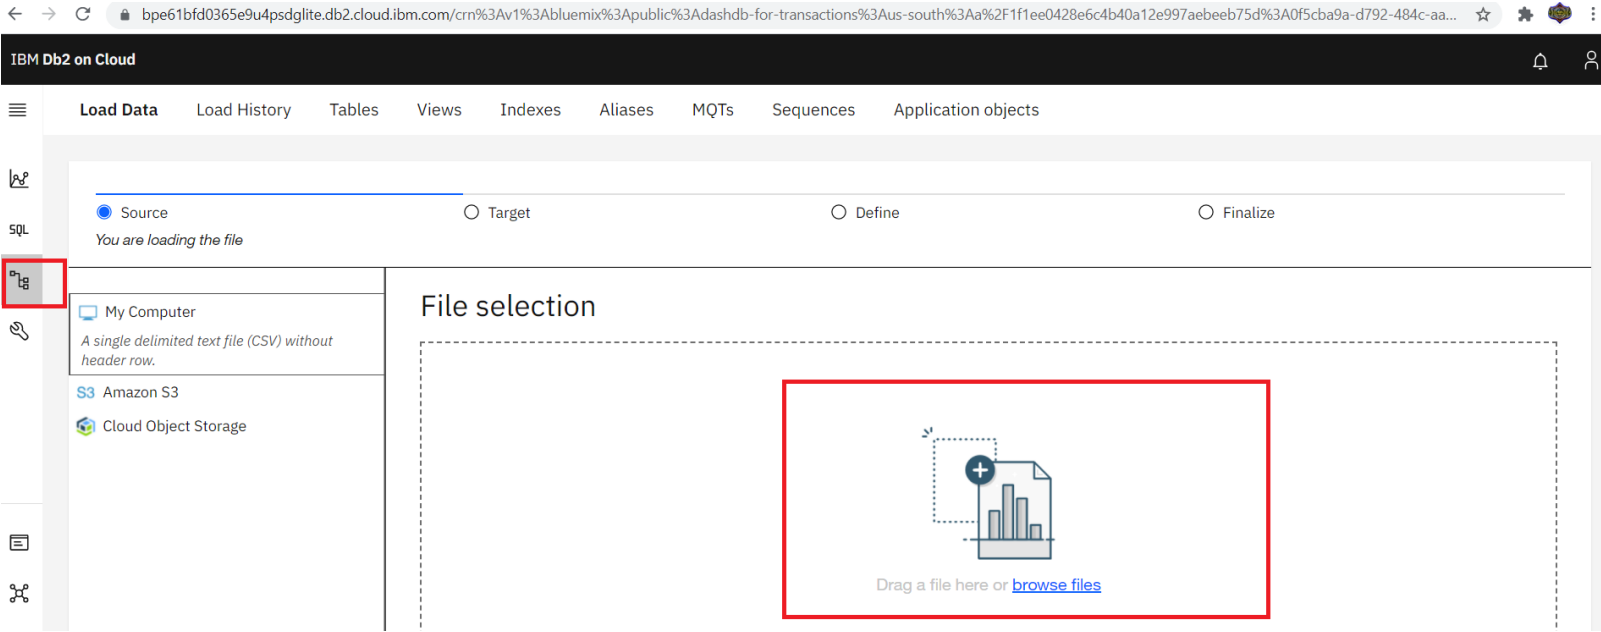 bpe61bfd0365e9u4psdglite.db2.cloud.ibm.com/crn%3Av1%3Abluemix%3Apublic%3Adashdb-for-transactions%3Aus-south%3Aa%2F1f1ee0428e6c4b40a12e997aebeeb75d%3A0f5cba9a-d792-484c-aa...
IBM Db2 on Cloud
Load Data Load History Tables Views Indexes Aliases MQTs Sequences Application objects
Source Target Define Finalize
You are loading the file
SQL
My Computer
A single delimited text file (CSV) without
header row.
S3 Amazon S3
Cloud Object Storage
File selection
Drag a file here or browse files